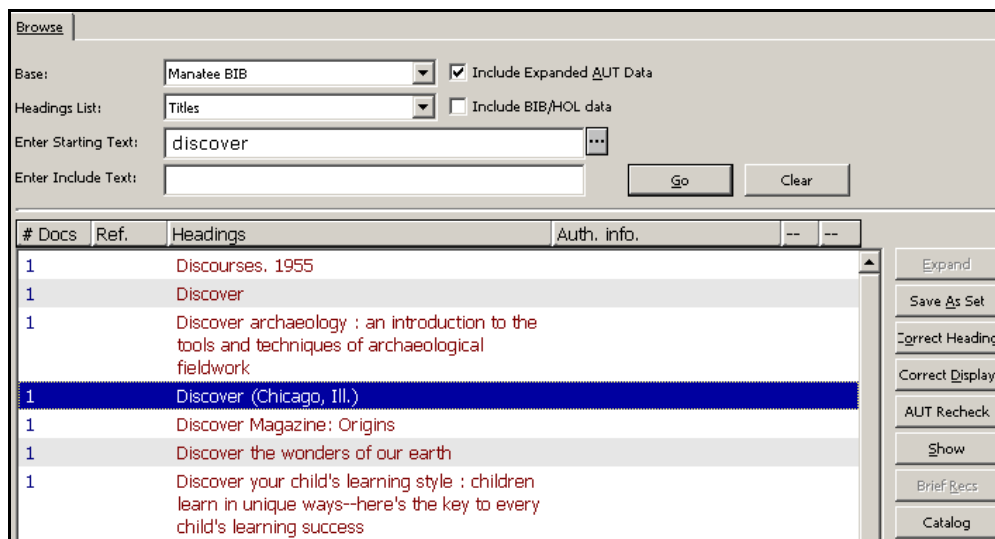 Browse
Base: Manatee BIB Include Expanded AUT Data
Headings List: Titles Include BIB/HOL data
Enter Starting Text: discover ...
Enter Include Text: Go Clear
# Docs Ref. Headings Auth. info. -- --
1 Discourses. 1955
1 Discover
1 Discover archaeology : an introduction to the
tools and techniques of archaeological
fieldwork
1 Discover (Chicago, Ill.)
1 Discover Magazine: Origins
1 Discover the wonders of our earth
1 Discover your child's learning style : children
learn in unique ways--here's the key to every
child's learning success
Expand
Save As Set
Correct Heading
Correct Display
AUT Recheck
Show
Brief Recs
Catalog